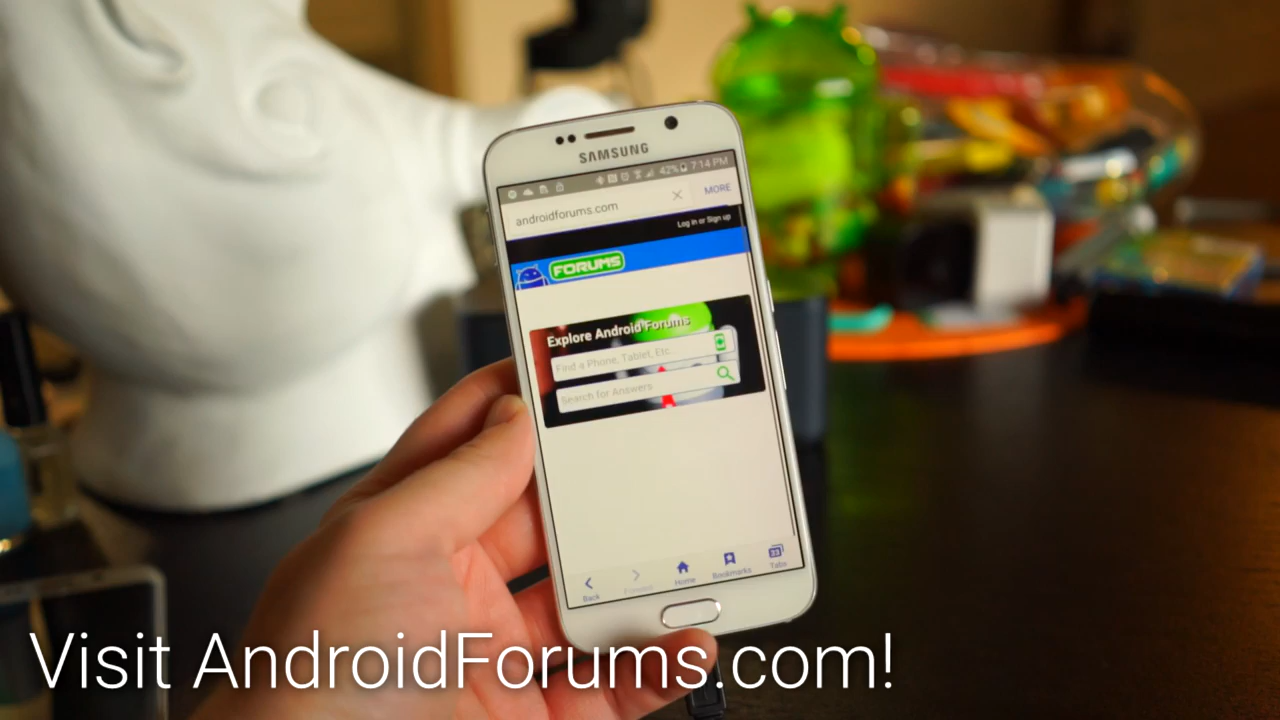 SAMSUNG
42% 7:14 PM
androidforums.com
MORE
Log in or Sign up
FORUMS
Explore Android Forums
Find a Phone, Tablet, Etc.
Search for Answers
33
Back
Forward
Home
Bookmarks
Tabs
Visit AndroidForums.com!